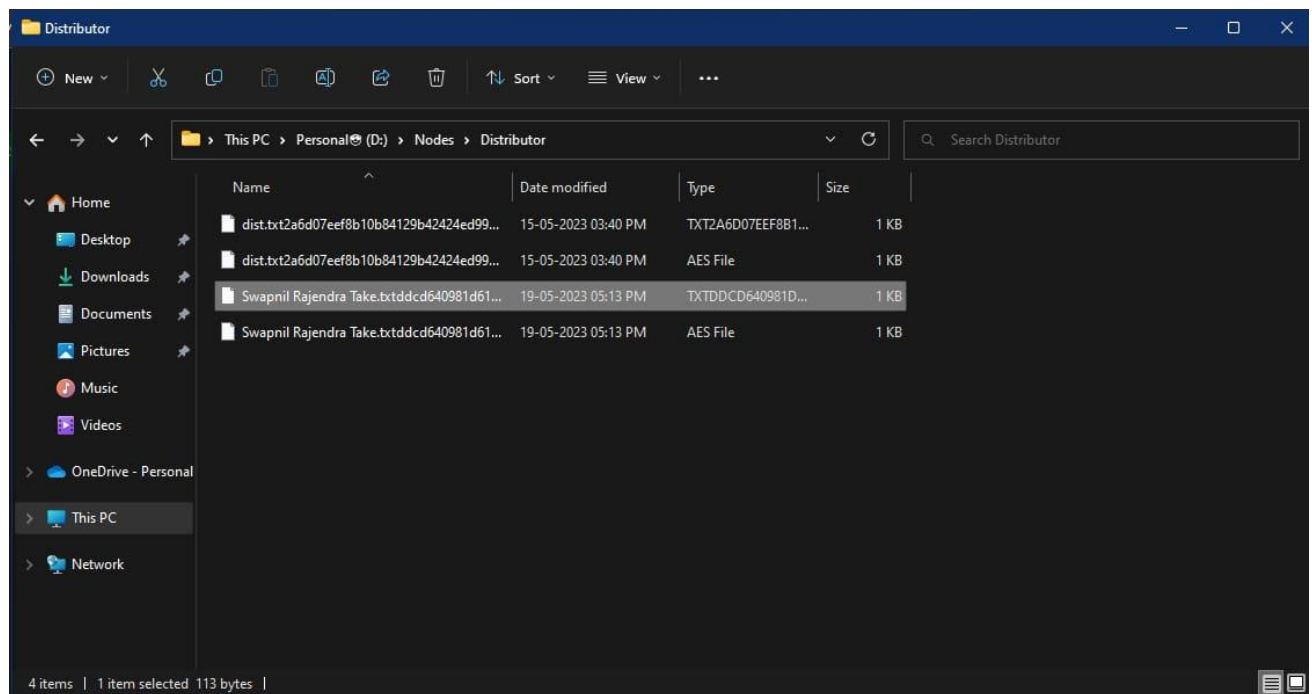 Distributor
New Sort View ...
This PC > Personal😎 (D:) > Nodes > Distributor
Search Distributor
Home
Desktop
Downloads
Documents
Pictures
Music
Videos
OneDrive - Personal
This PC
Network
Name Date modified Type Size
dist.txt2a6d07eef8b10b84129b42424ed99... 15-05-2023 03:40 PM TXT2A6D07EEF8B1... 1 KB
dist.txt2a6d07eef8b10b84129b42424ed99... 15-05-2023 03:40 PM AES File 1 KB
Swapnil Rajendra Take.txtddcd640981d61... 19-05-2023 05:13 PM TXTDDCD640981D... 1 KB
Swapnil Rajendra Take.txtddcd640981d61... 19-05-2023 05:13 PM AES File 1 KB
4 items | 1 item selected 113 bytes |